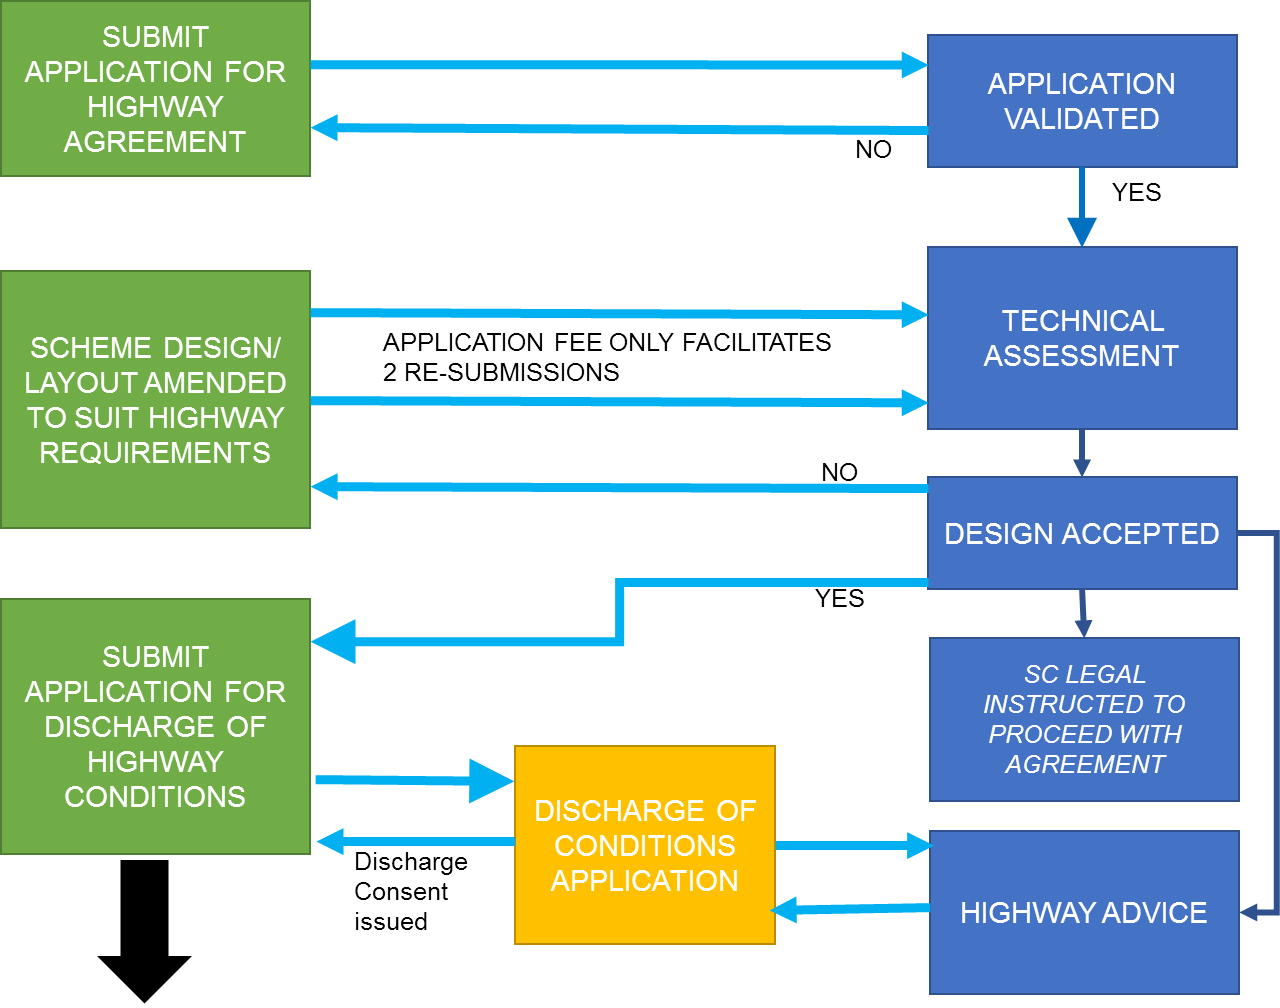 SUBMIT
APPLICATION FOR
HIGHWAY
AGREEMENT
APPLICATION
VALIDATED
NO
YES
SCHEME DESIGN/
LAYOUT AMENDED
TO SUIT HIGHWAY
REQUIREMENTS
APPLICATION FEE ONLY FACILITATES
2 RE-SUBMISSIONS
TECHNICAL
ASSESSMENT
NO
DESIGN ACCEPTED
YES
SUBMIT
APPLICATION FOR
DISCHARGE OF
HIGHWAY
CONDITIONS
SC LEGAL
INSTRUCTED TO
PROCEED WITH
AGREEMENT
DISCHARGE OF
CONDITIONS
APPLICATION
Discharge
Consent
issued
HIGHWAY ADVICE